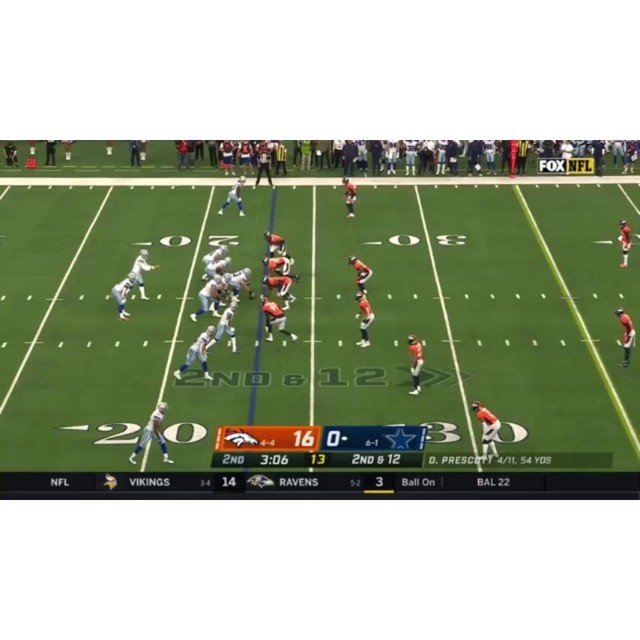 FOX NFL
20 30
2ND & 12
20 30
4-4 16 0 6-1
2ND 3:06 13 2ND & 12 D. PRESCOTT 4/11, 54 YDS
NFL VIKINGS 3-4 14 RAVENS 5-2 3 Ball On BAL 22